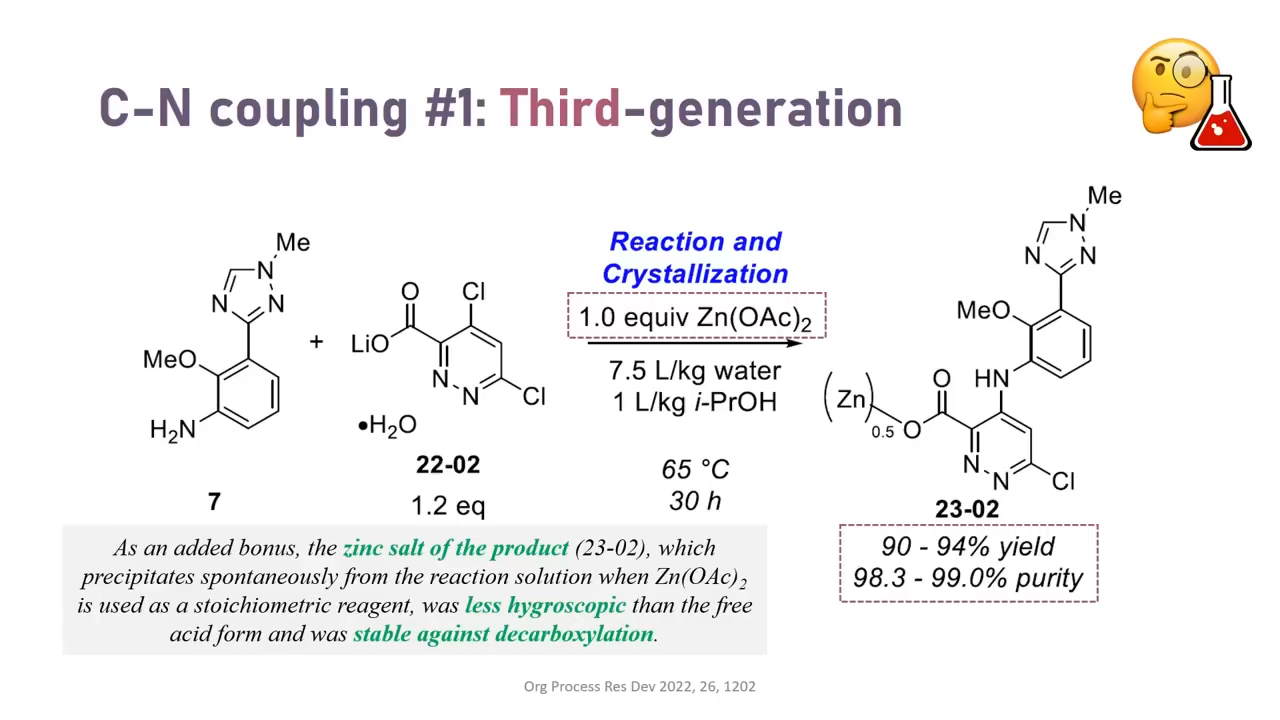 C-N coupling #1: Third-generation
Me
N
N
N
MeO
H₂N
7
+
O
Cl
LiO
N
N
Cl
•H₂O
22-02
1.2 eq
Reaction and
Crystallization
1.0 equiv Zn(OAc)₂
7.5 L/kg water
1 L/kg i-PrOH
65 °C
30 h
Me
N
N
N
MeO
HN
O
(Zn)0.5
O
N
N
Cl
23-02
90 - 94% yield
98.3 - 99.0% purity
As an added bonus, the zinc salt of the product (23-02), which
precipitates spontaneously from the reaction solution when Zn(OAc)₂
is used as a stoichiometric reagent, was less hygroscopic than the free
acid form and was stable against decarboxylation.
Org Process Res Dev 2022, 26, 1202